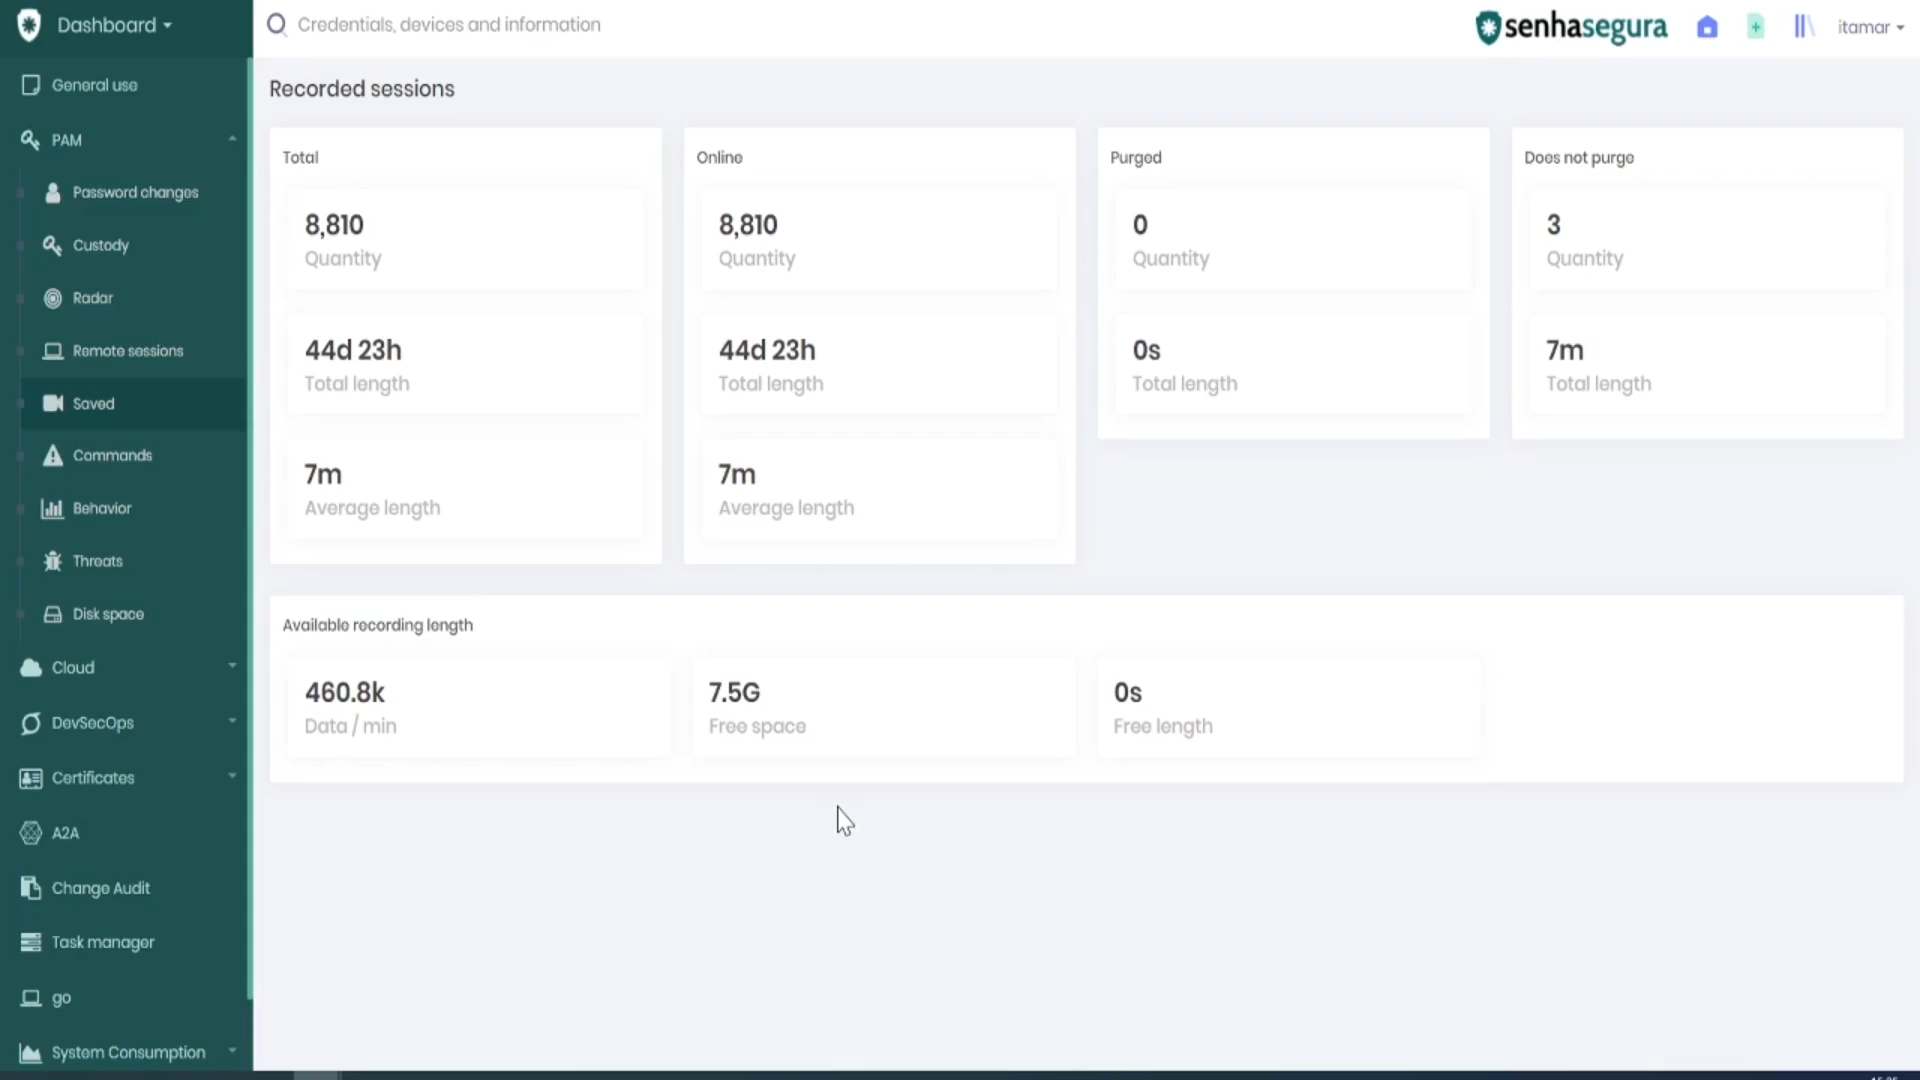 Dashboard
Credentials, devices and information
senhasegura
itamar
General use
PAM
Password changes
Custody
Radar
Remote sessions
Saved
Commands
Behavior
Threats
Disk space
Cloud
DevSecOps
Certificates
A2A
Change Audit
Task manager
go
System Consumption
Recorded sessions
Total
8,810
Quantity
44d 23h
Total length
7m
Average length
Online
8,810
Quantity
44d 23h
Total length
7m
Average length
Purged
0
Quantity
0s
Total length
Does not purge
3
Quantity
7m
Total length
Available recording length
460.8k
Data / min
7.5G
Free space
0s
Free length